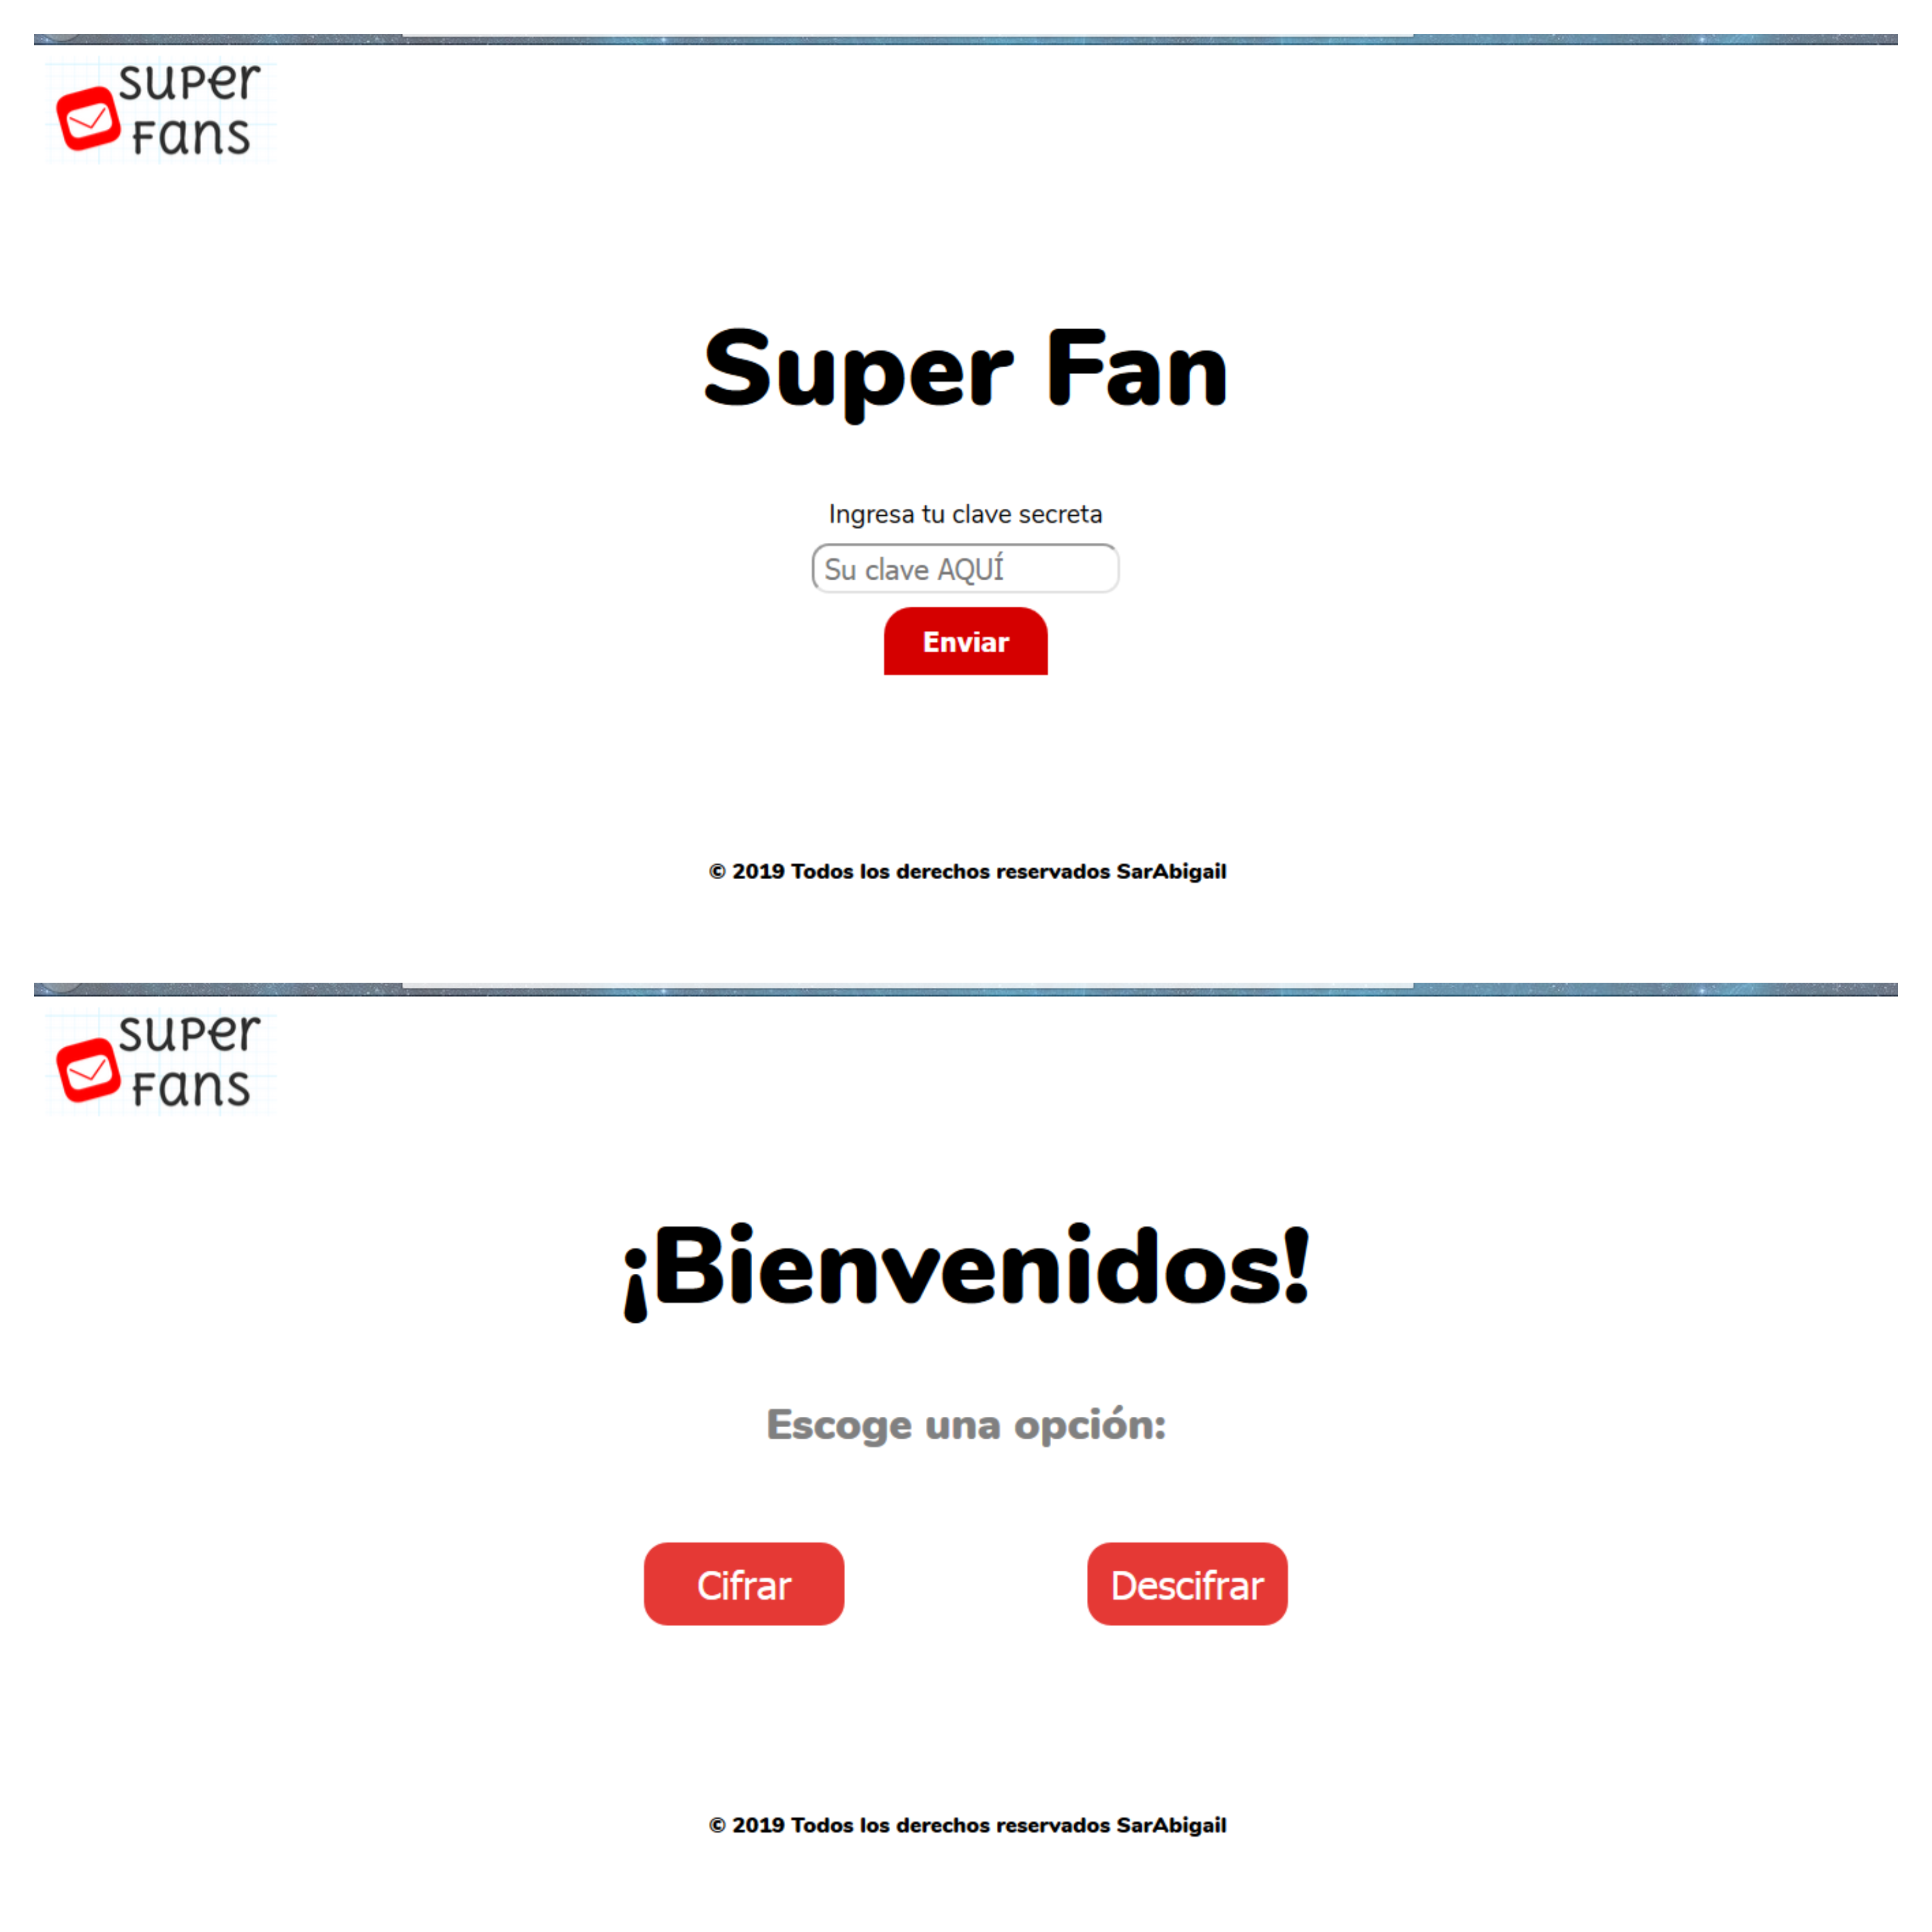 super
Fans
Super Fan
Ingresa tu clave secreta
Su clave AQUÍ
Enviar
© 2019 Todos los derechos reservados SarAbigail
super
Fans
¡Bienvenidos!
Escoge una opción:
Cifrar
Descifrar
© 2019 Todos los derechos reservados SarAbigail